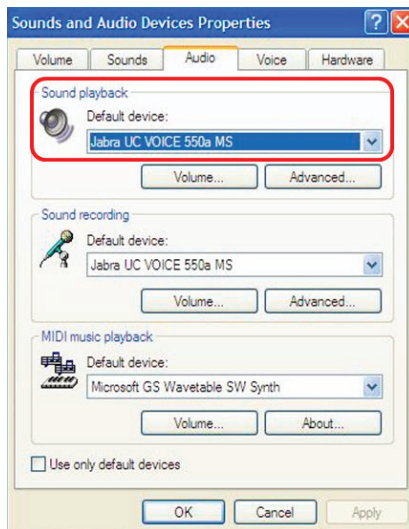 Sounds and Audio Devices Properties
Volume Sounds Audio Voice Hardware
Sound playback
Default device:
Jabra UC VOICE 550a MS
Volume... Advanced...
Sound recording
Default device:
Jabra UC VOICE 550a MS
Volume... Advanced...
MIDI music playback
Default device:
Microsoft GS Wavetable SW Synth
Volume... About...
Use only default devices
OK Cancel Apply